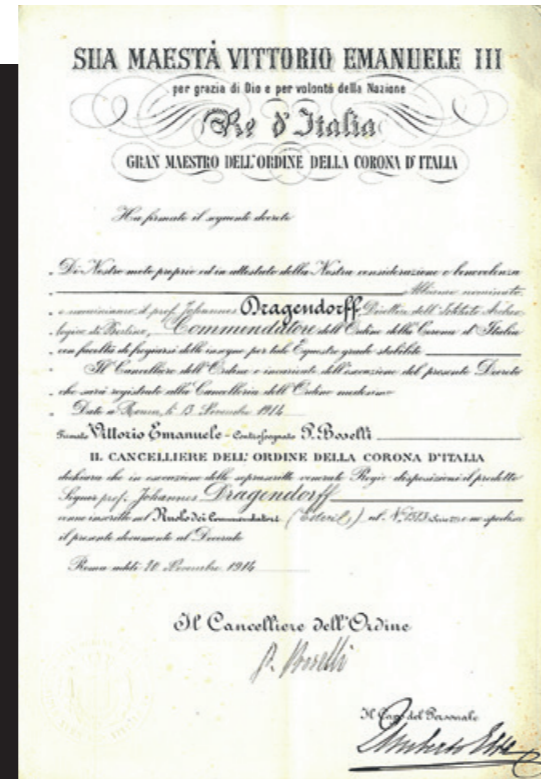 SUA MAESTÀ VITTORIO EMANUELE III
per grazia di Dio e per volontà della Nazione
Re d'Italia
GRAN MAESTRO DELL'ORDINE DELLA CORONA D'ITALIA
Ha firmato il seguente decreto
Di Nostro moto proprio ed in attestato della Nostra considerazione e benevolenza
Abbiamo nominato
e nominiamo il prof. Johannes Dragendorff Direttore dell'Istituto Archeo-
logico di Berlino, Commendatore dell'Ordine della Corona d'Italia
con facoltà di fregiarsi delle insegne per tale Equestre grado stabilite
Il Cancelliere dell'Ordine è incaricato dell'esecuzione del presente Decreto
che sarà registrato alla Cancelleria dell'Ordine medesimo
Dato a Roma, li 13 Novembre 1914
Firmato Vittorio Emanuele - Controfirmato P. Boselli
IL CANCELLIERE DELL'ORDINE DELLA CORONA D'ITALIA
dichiara che in esecuzione delle soprascritte venerate Regie disposizioni il predetto
Signor prof. Johannes Dragendorff
venne inscritto nel Ruolo dei Commendatori (Esteri) al N.
il presente documento al Decorato
Roma addì 20 Novembre 1914
Il Cancelliere dell'Ordine
P. Boselli
Il Capo del Personale
Umberto